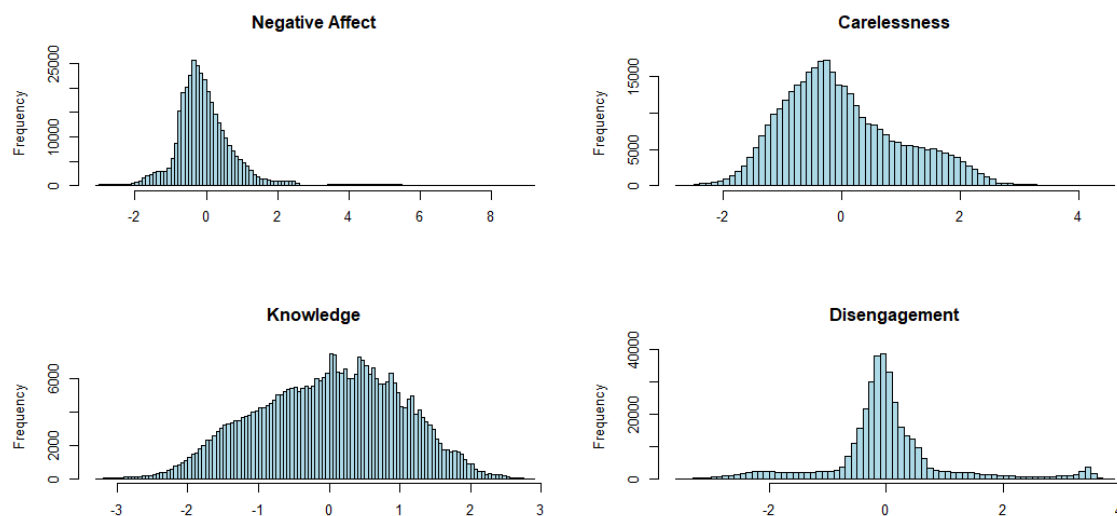 Negative Affect
Frequency
0 10000 25000
-2 0 2 4 6 8
Carelessness
Frequency
0 5000 15000
-2 0 2 4
Knowledge
Frequency
0 2000 6000
-3 -2 -1 0 1 2 3
Disengagement
Frequency
0 20000 40000
-2 0 2